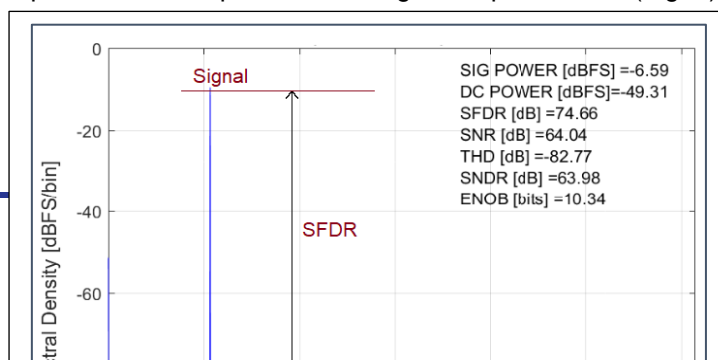 0
Signal
SIG POWER [dBFS] =-6.59
DC POWER [dBFS]=-49.31
SFDR [dB] =74.66
-20
SNR [dB] =64.04
THD [dB] =-82.77
SNDR [dB] =63.98
ENOB [bits] =10.34
-40
SFDR
-60
Density [dBFS/bin]